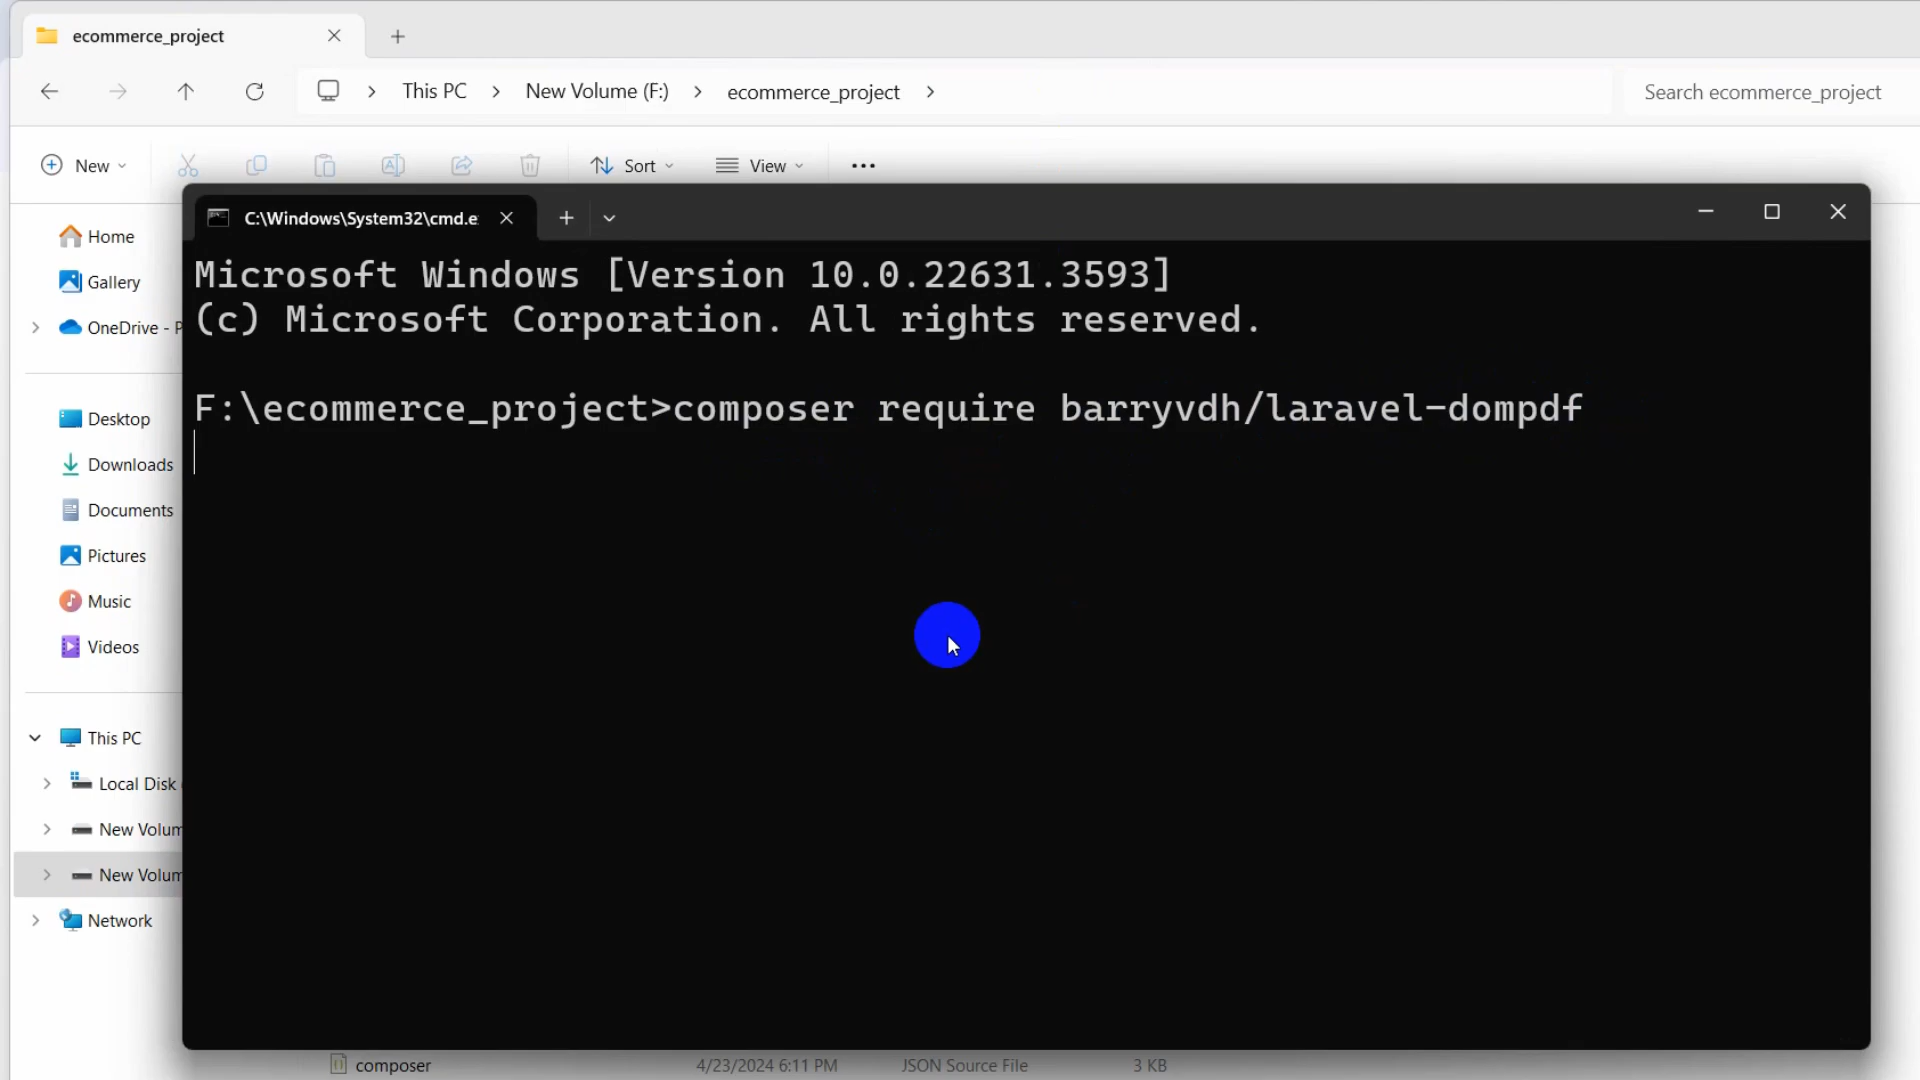 ecommerce_project
This PC
New Volume (F:)
ecommerce_project
Search ecommerce_project
New
Sort
View
C:\Windows\System32\cmd.e
Microsoft Windows [Version 10.0.22631.3593]
(c) Microsoft Corporation. All rights reserved.
F:\ecommerce_project>composer require barryvdh/laravel-dompdf
Home
Gallery
OneDrive - P
Desktop
Downloads
Documents
Pictures
Music
Videos
This PC
Local Disk
New Volum
New Volum
Network
composer 4/23/2024 6:11 PM JSON Source File 3 KB